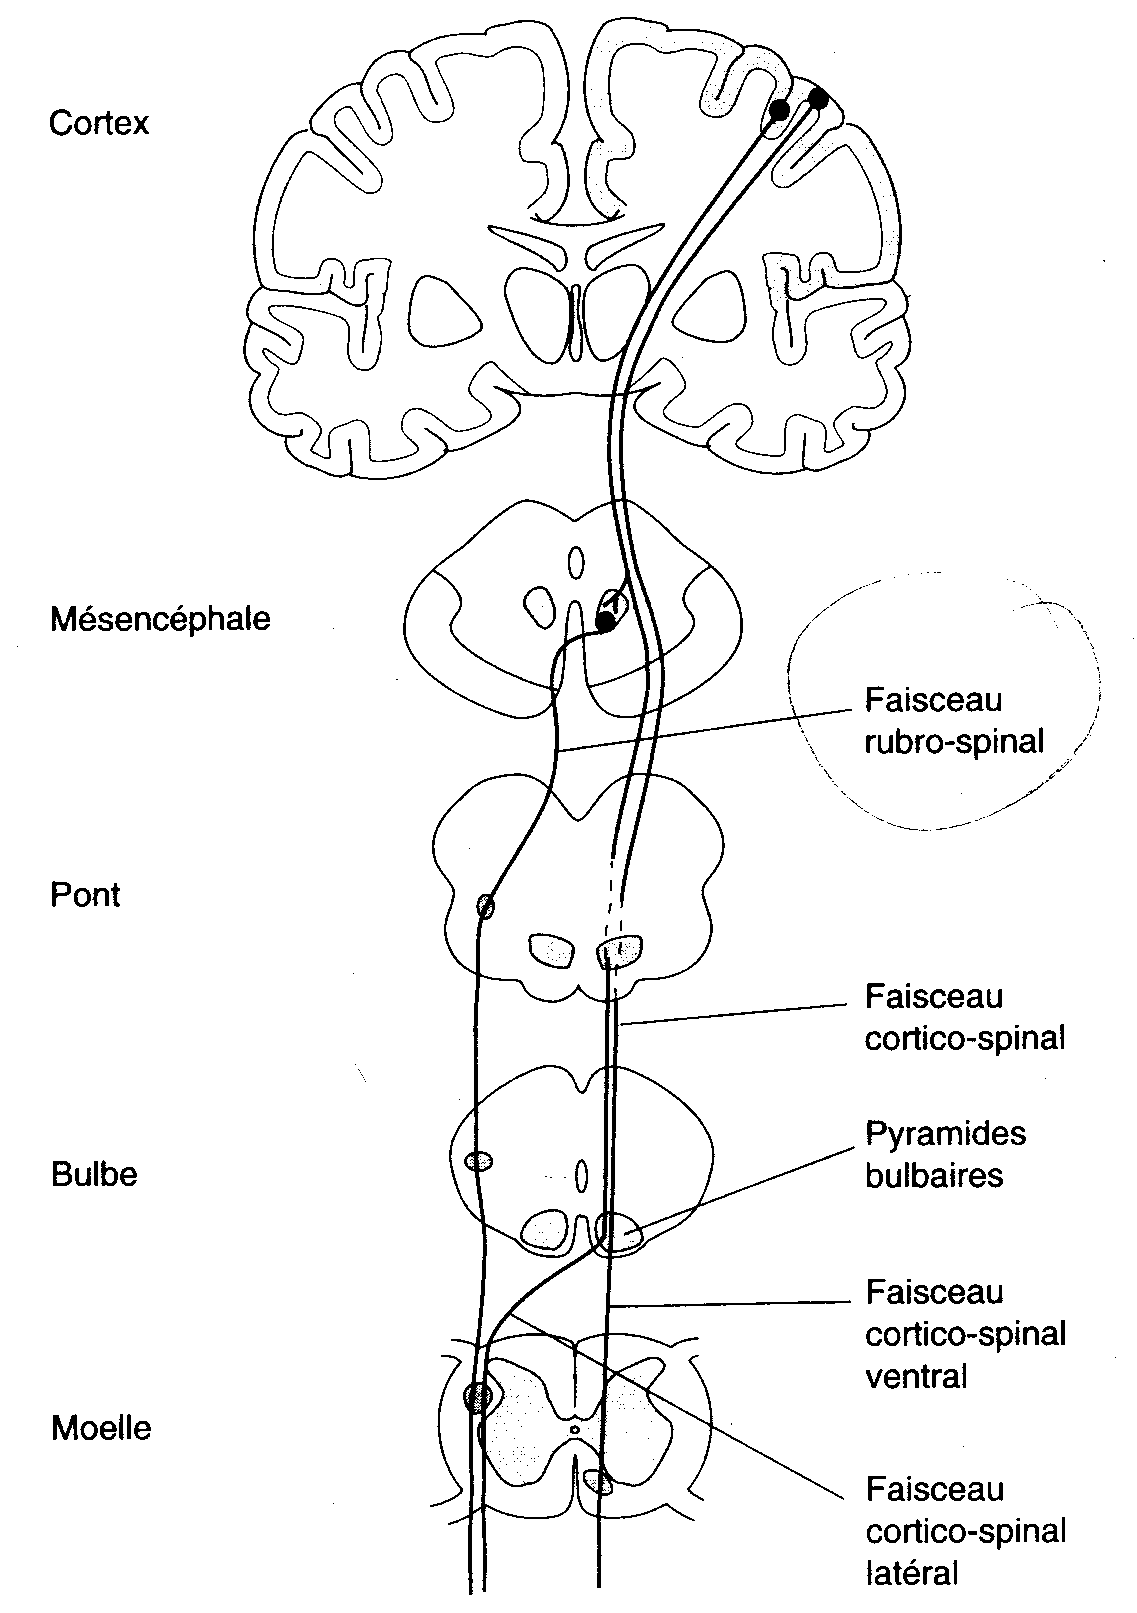 Cortex
Mésencéphale
Faisceau
rubro-spinal
Pont
Faisceau
cortico-spinal
Pyramides
bulbaires
Bulbe
Faisceau
cortico-spinal
ventral
Moelle
Faisceau
cortico-spinal
latéral